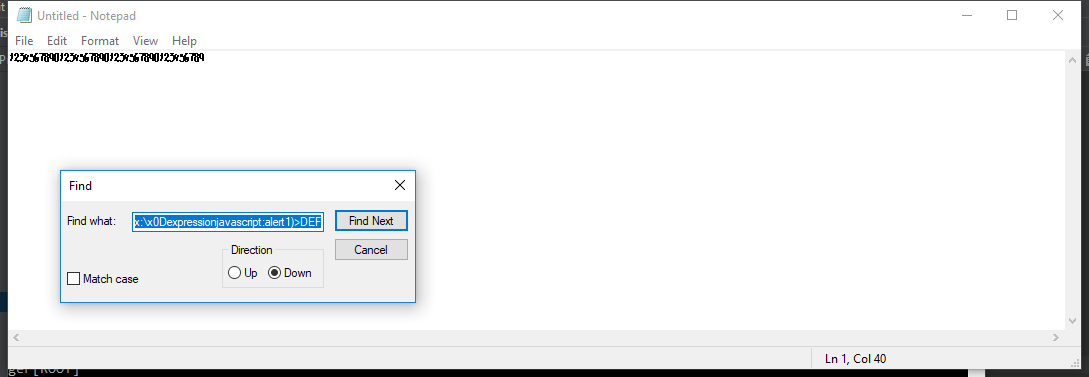 Untitled - Notepad
File Edit Format View Help
123456789012345678901234567890123456789
Find
Find what: x:\x0Dexpressionjavascript:alert1)>DEF Find Next
Direction Cancel
Match case Up Down
Ln 1, Col 40